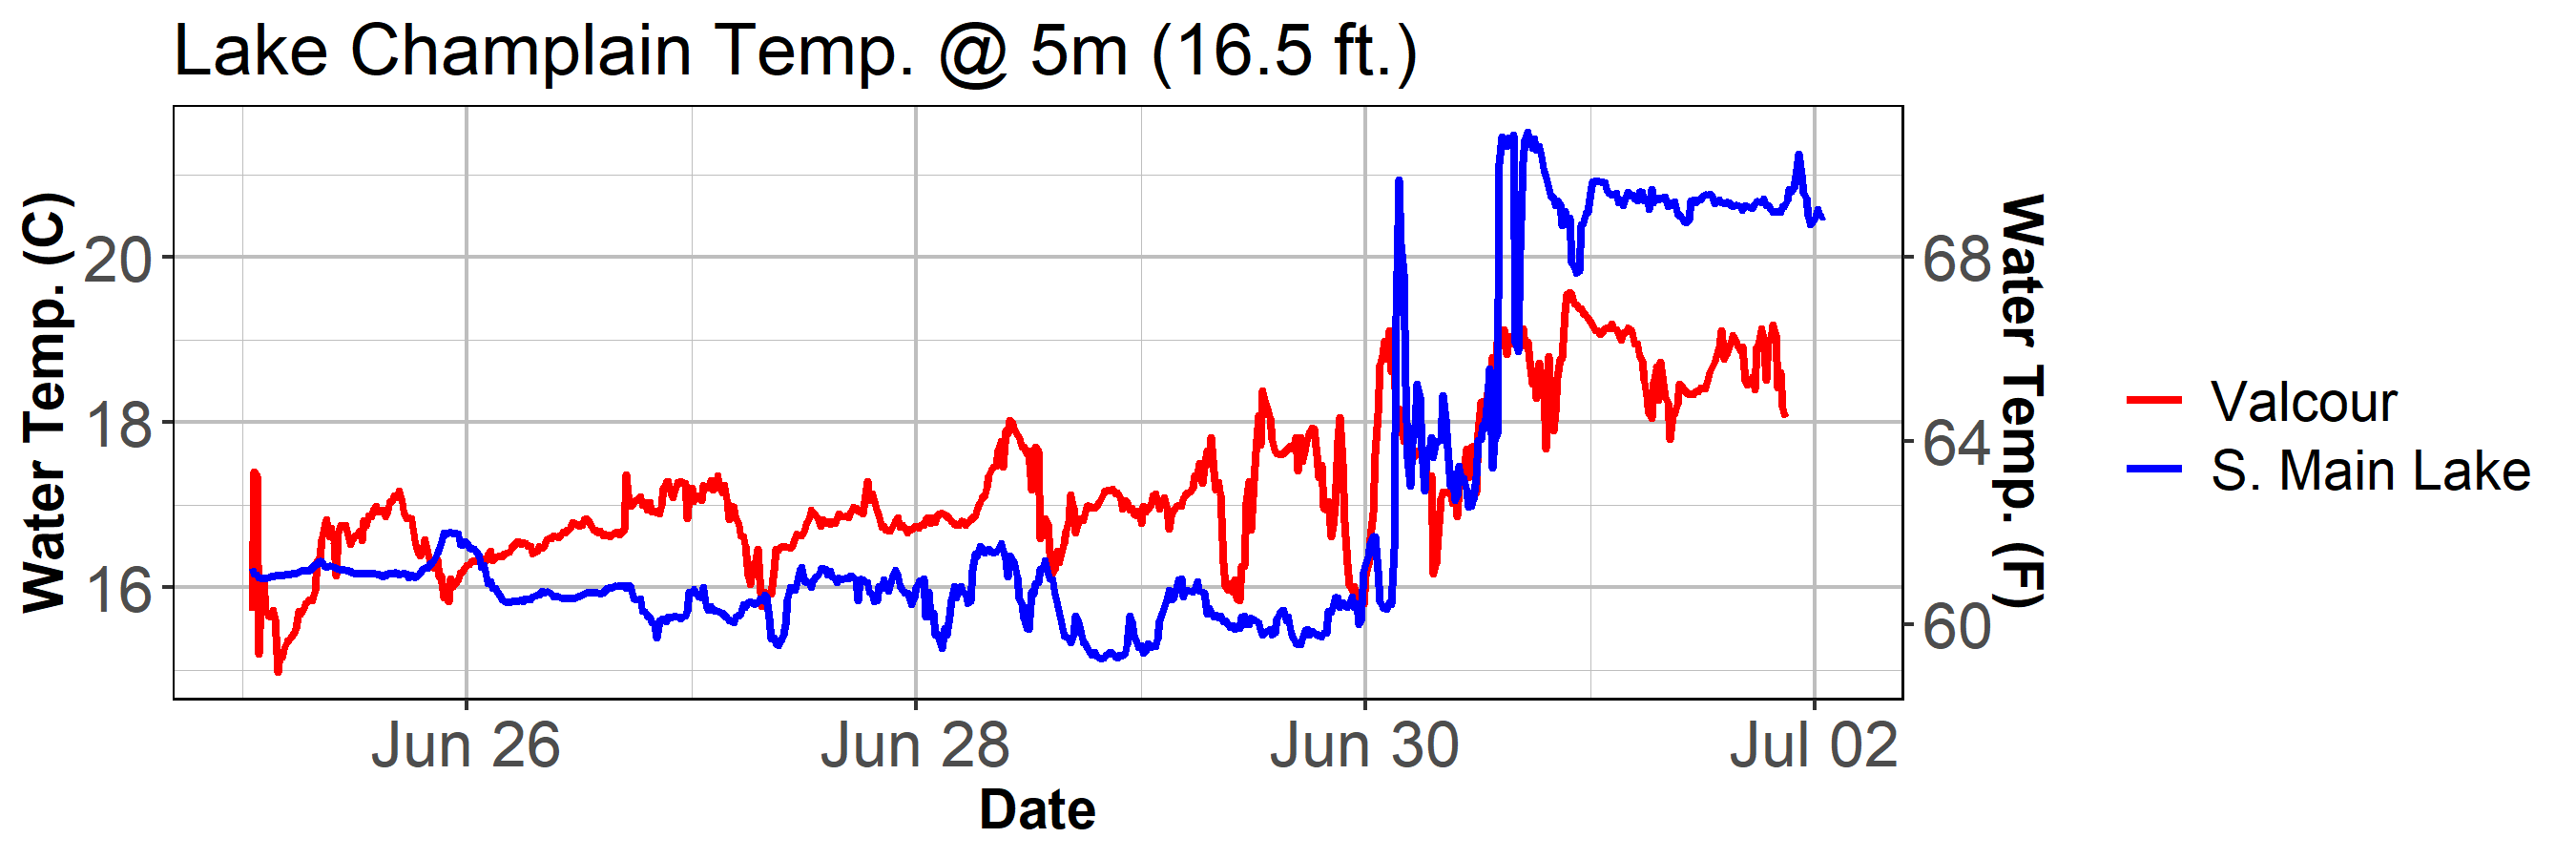 Lake Champlain Temp. @ 5m (16.5 ft.)
Water Temp. (C)
20
18
16
68
64
60
Water Temp. (F)
Jun 26
Jun 28
Jun 30
Jul 02
Date
Valcour
S. Main Lake